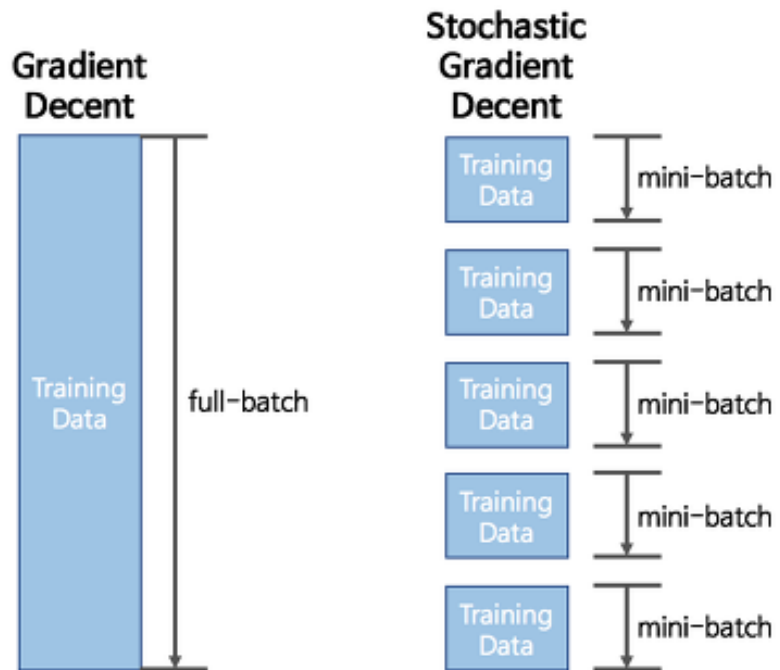 Gradient
Decent
Training
Data
full-batch
Stochastic
Gradient
Decent
Training
Data
mini-batch
Training
Data
mini-batch
Training
Data
mini-batch
Training
Data
mini-batch
Training
Data
mini-batch